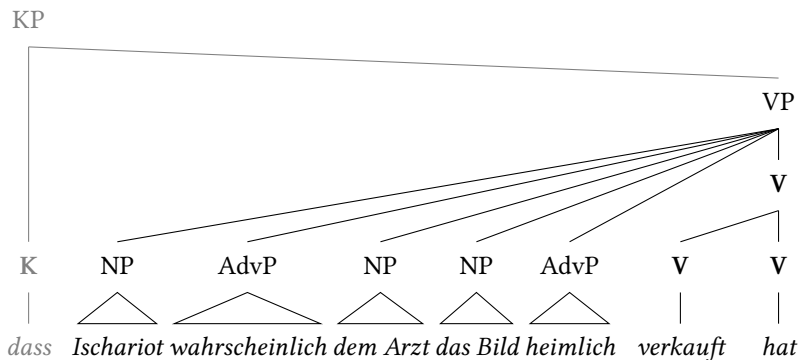 KP
VP
V
K NP AdvP NP NP AdvP V V
dass Ischariot wahrscheinlich dem Arzt das Bild heimlich verkauft hat